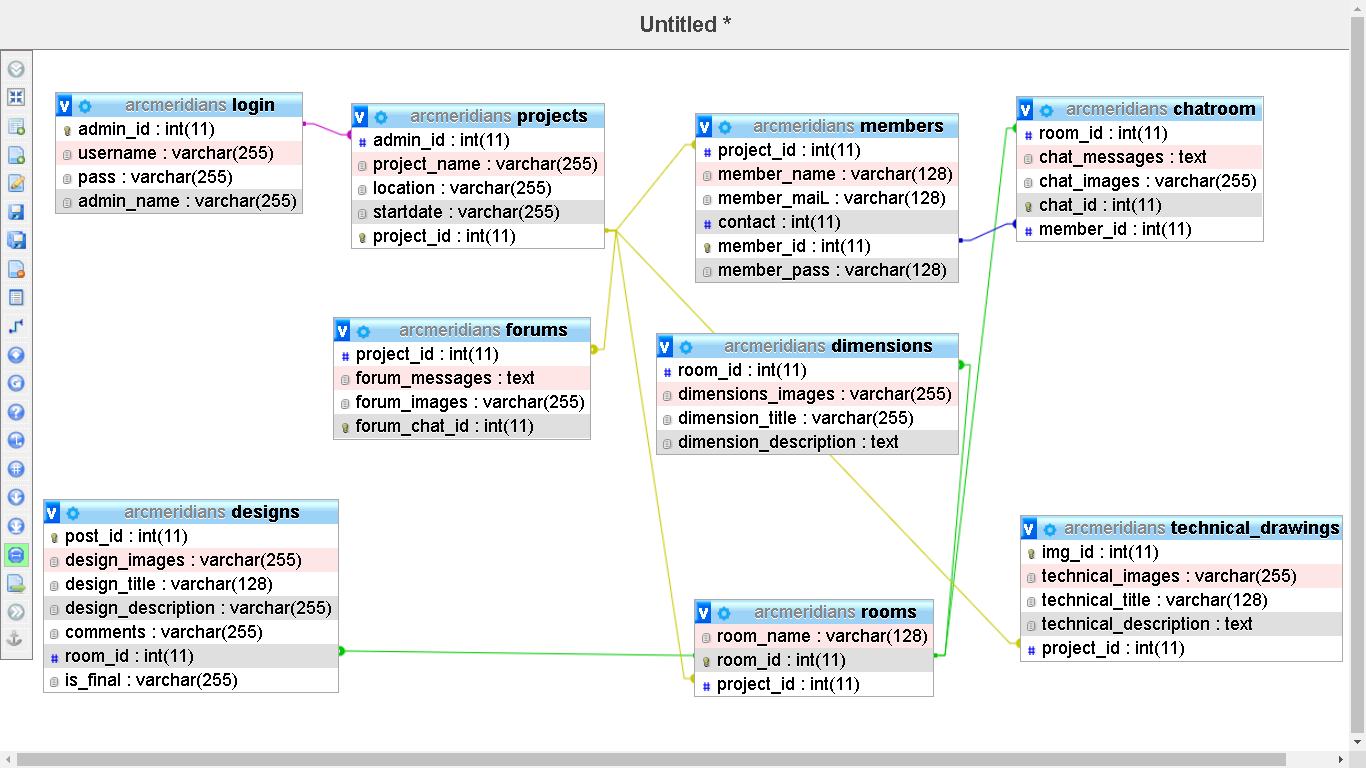 Untitled *
arcmeridians login
admin_id : int(11)
username : varchar(255)
pass : varchar(255)
admin_name : varchar(255)
arcmeridians projects
admin_id : int(11)
project_name : varchar(255)
location : varchar(255)
startdate : varchar(255)
project_id : int(11)
arcmeridians members
project_id : int(11)
member_name : varchar(128)
member_maiL : varchar(128)
contact : int(11)
member_id : int(11)
member_pass : varchar(128)
arcmeridians chatroom
room_id : int(11)
chat_messages : text
chat_images : varchar(255)
chat_id : int(11)
member_id : int(11)
arcmeridians forums
project_id : int(11)
forum_messages : text
forum_images : varchar(255)
forum_chat_id : int(11)
arcmeridians dimensions
room_id : int(11)
dimensions_images : varchar(255)
dimension_title : varchar(255)
dimension_description : text
arcmeridians designs
post_id : int(11)
design_images : varchar(255)
design_title : varchar(128)
design_description : varchar(255)
comments : varchar(255)
room_id : int(11)
is_final : varchar(255)
arcmeridians rooms
room_name : varchar(128)
room_id : int(11)
project_id : int(11)
arcmeridians technical_drawings
img_id : int(11)
technical_images : varchar(255)
technical_title : varchar(128)
technical_description : text
project_id : int(11)